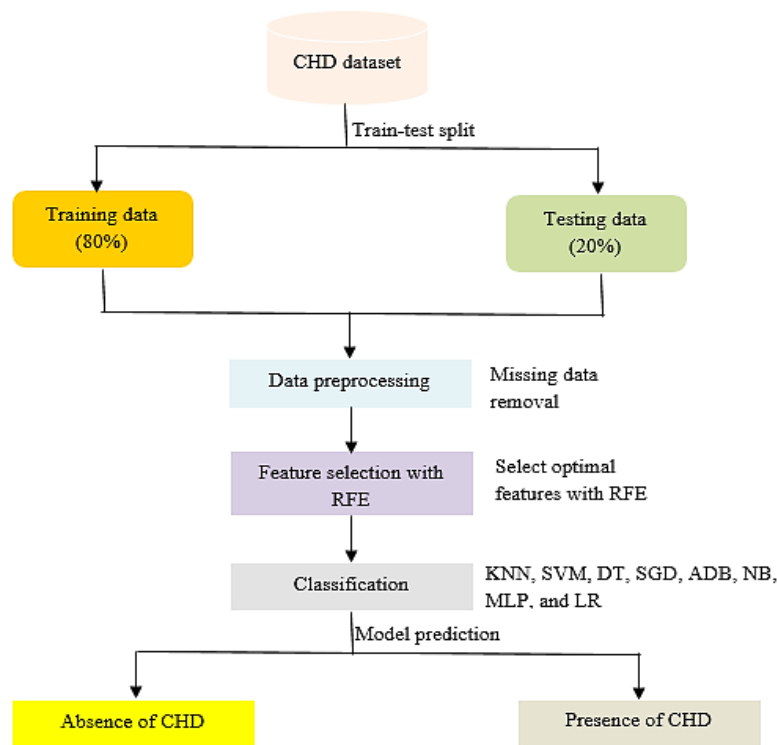 CHD dataset
Train-test split
Training data
(80%)
Testing data
(20%)
Data preprocessing
Missing data
removal
Feature selection with
RFE
Select optimal
features with RFE
Classification
KNN, SVM, DT, SGD, ADB, NB,
MLP, and LR
Model prediction
Absence of CHD
Presence of CHD